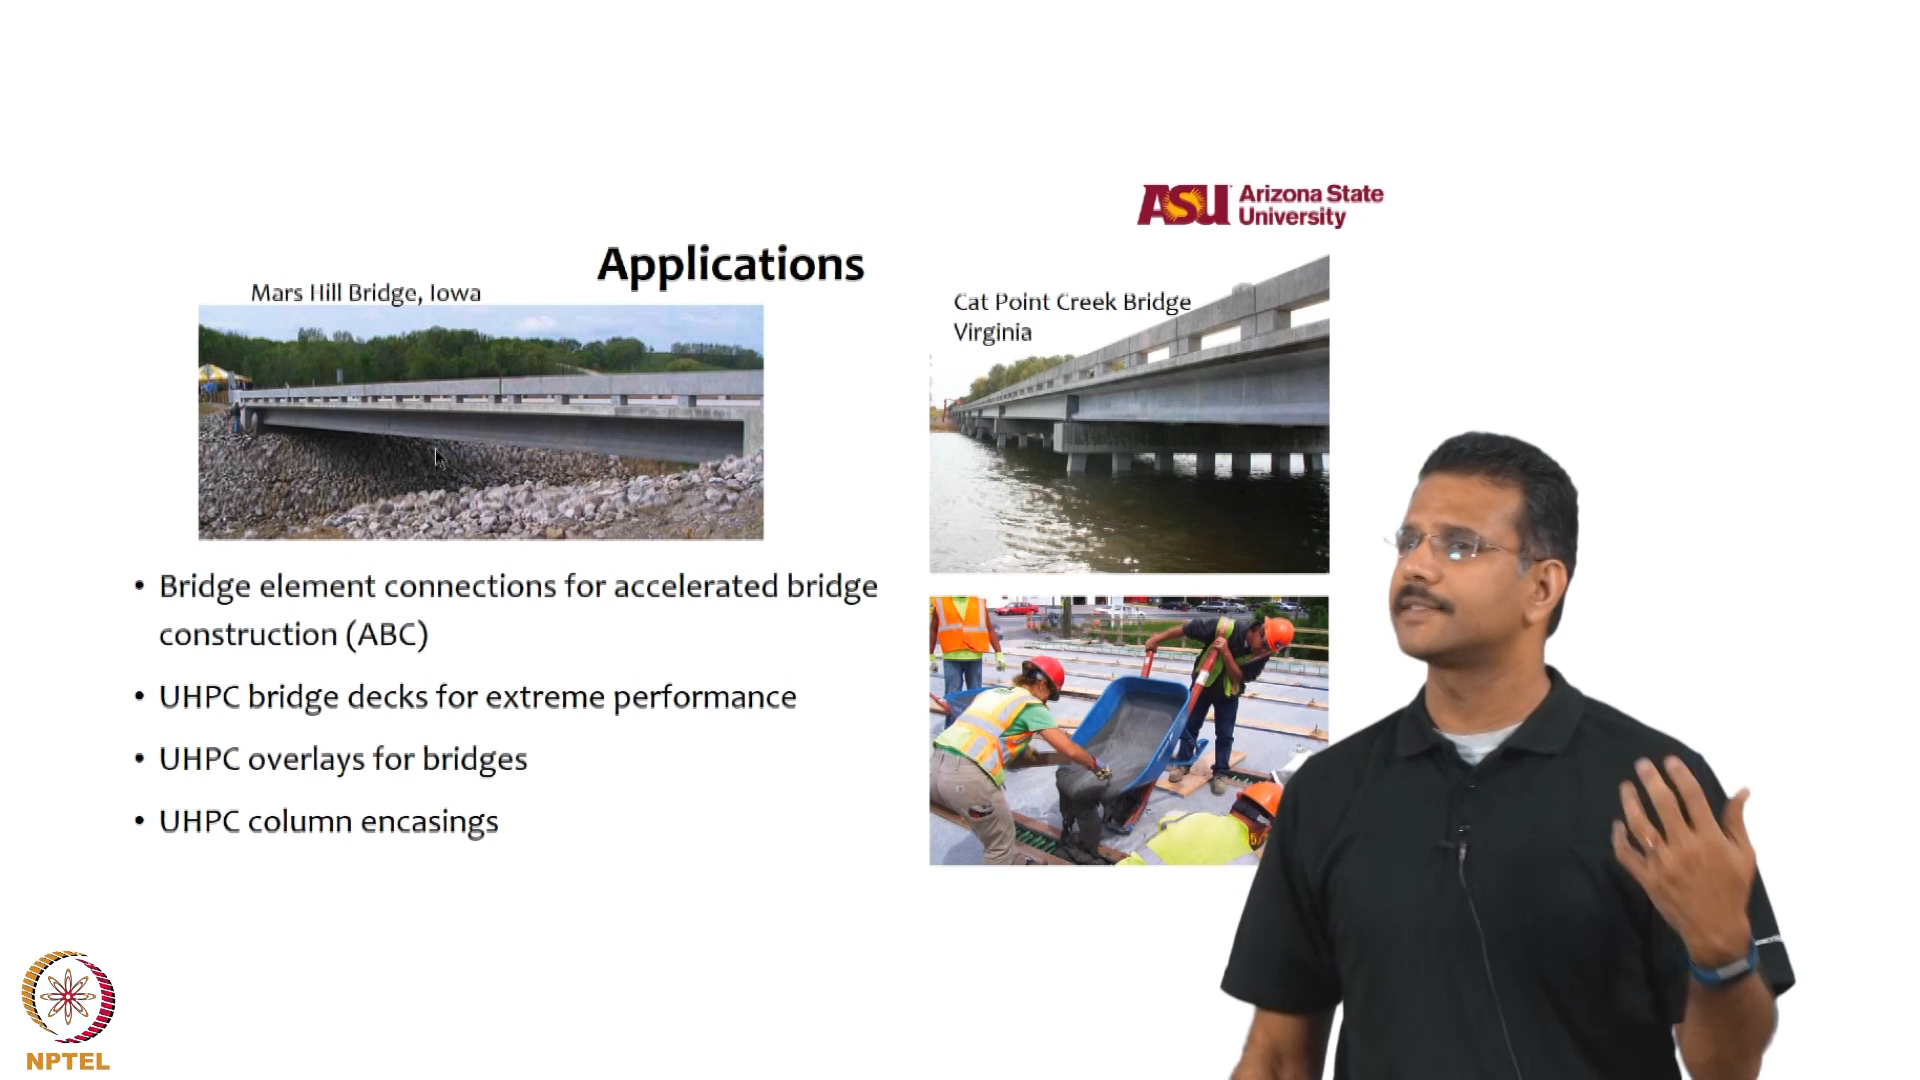 ASU Arizona State
University
Applications
Mars Hill Bridge, Iowa
Cat Point Creek Bridge
Virginia
• Bridge element connections for accelerated bridge
construction (ABC)
• UHPC bridge decks for extreme performance
• UHPC overlays for bridges
• UHPC column encasings
NPTEL